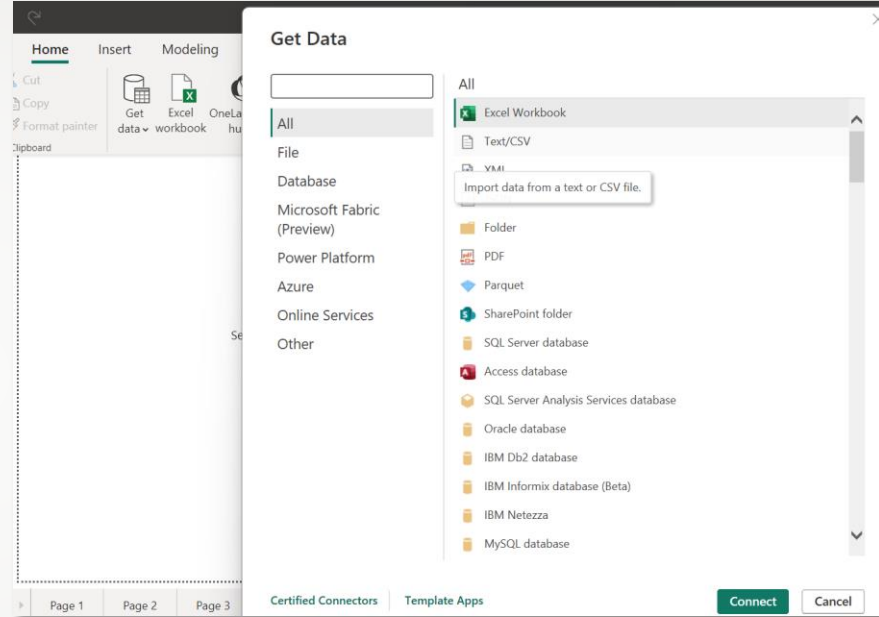 Home Insert Modeling
Cut
Copy
Format painter
Clipboard
Get data
Excel workbook
OneLa
hu
Se
Page 1 Page 2 Page 3
Get Data
All
File
Database
Microsoft Fabric
(Preview)
Power Platform
Azure
Online Services
Other
All
Excel Workbook
Text/CSV
XML
Import data from a text or CSV file.
Folder
PDF
Parquet
SharePoint folder
SQL Server database
Access database
SQL Server Analysis Services database
Oracle database
IBM Db2 database
IBM Informix database (Beta)
IBM Netezza
MySQL database
Certified Connectors Template Apps
Connect Cancel